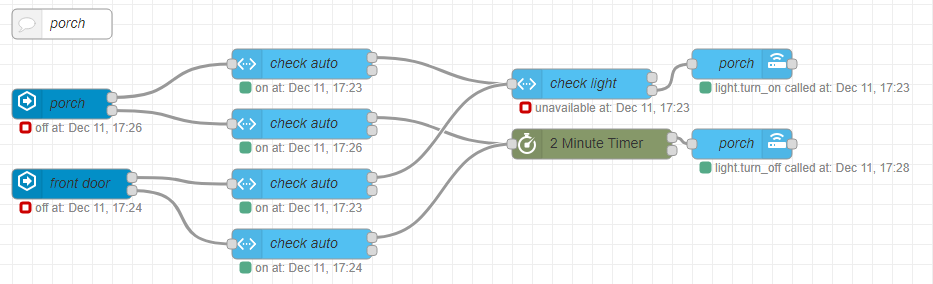 porch
porch
off at: Dec 11, 17:26
front door
off at: Dec 11, 17:24
check auto
on at: Dec 11, 17:23
check auto
on at: Dec 11, 17:26
check auto
on at: Dec 11, 17:23
check auto
on at: Dec 11, 17:24
check light
unavailable at: Dec 11, 17:23
2 Minute Timer
porch
light.turn_on called at: Dec 11, 17:23
porch
light.turn_off called at: Dec 11, 17:28